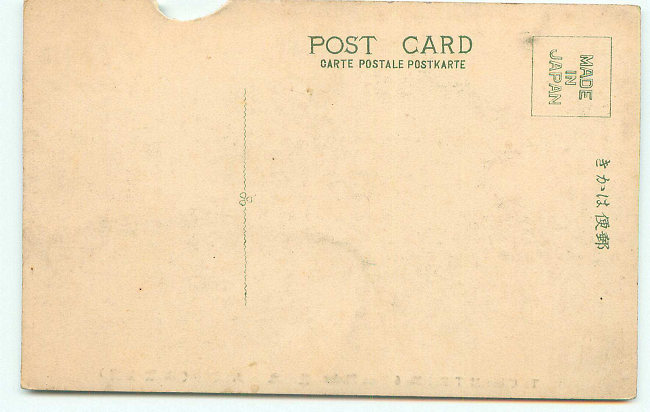 POST CARD
CARTE POSTALE POSTKARTE
MADE
IN
JAPAN
きかは便郵